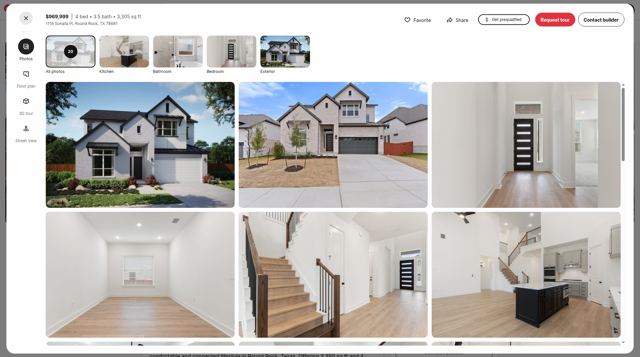 $969,999 | 4 bed • 3.5 bath • 3,305 sq ft
1116 Sonata Pl, Round Rock, TX 78681
Favorite
Share
Get prequalified
Request tour
Contact builder
Photos
Floor plan
3D tour
Street view
20
All photos
Kitchen
Bathroom
Bedroom
Exterior